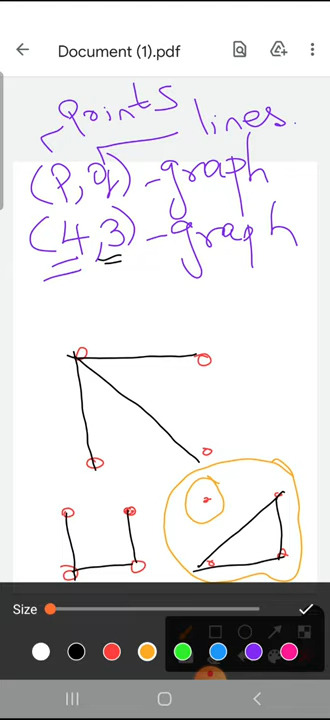 Document (1).pdf
Points lines.
(P, q) - graph
(4, 3) - graph
Size